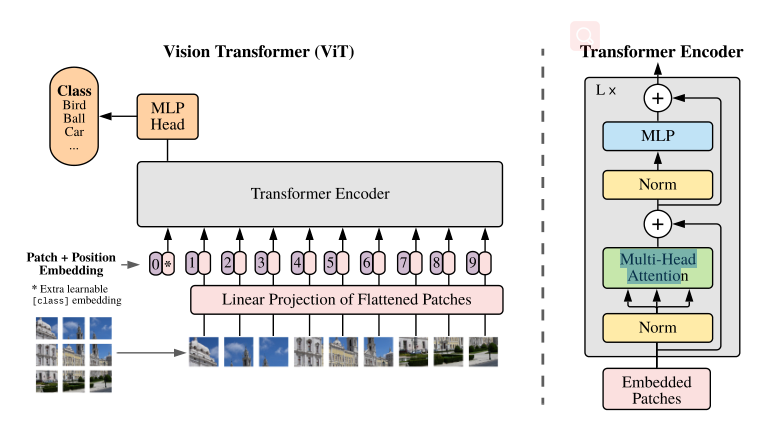 Vision Transformer (ViT)
Class
Bird
Ball
Car
...
MLP
Head
Transformer Encoder
Patch + Position
Embedding
0 * 1 2 3 4 5 6 7 8 9
* Extra learnable
[class] embedding
Linear Projection of Flattened Patches
Transformer Encoder
L ×
+
MLP
Norm
+
Multi-Head
Attention
Norm
Embedded
Patches